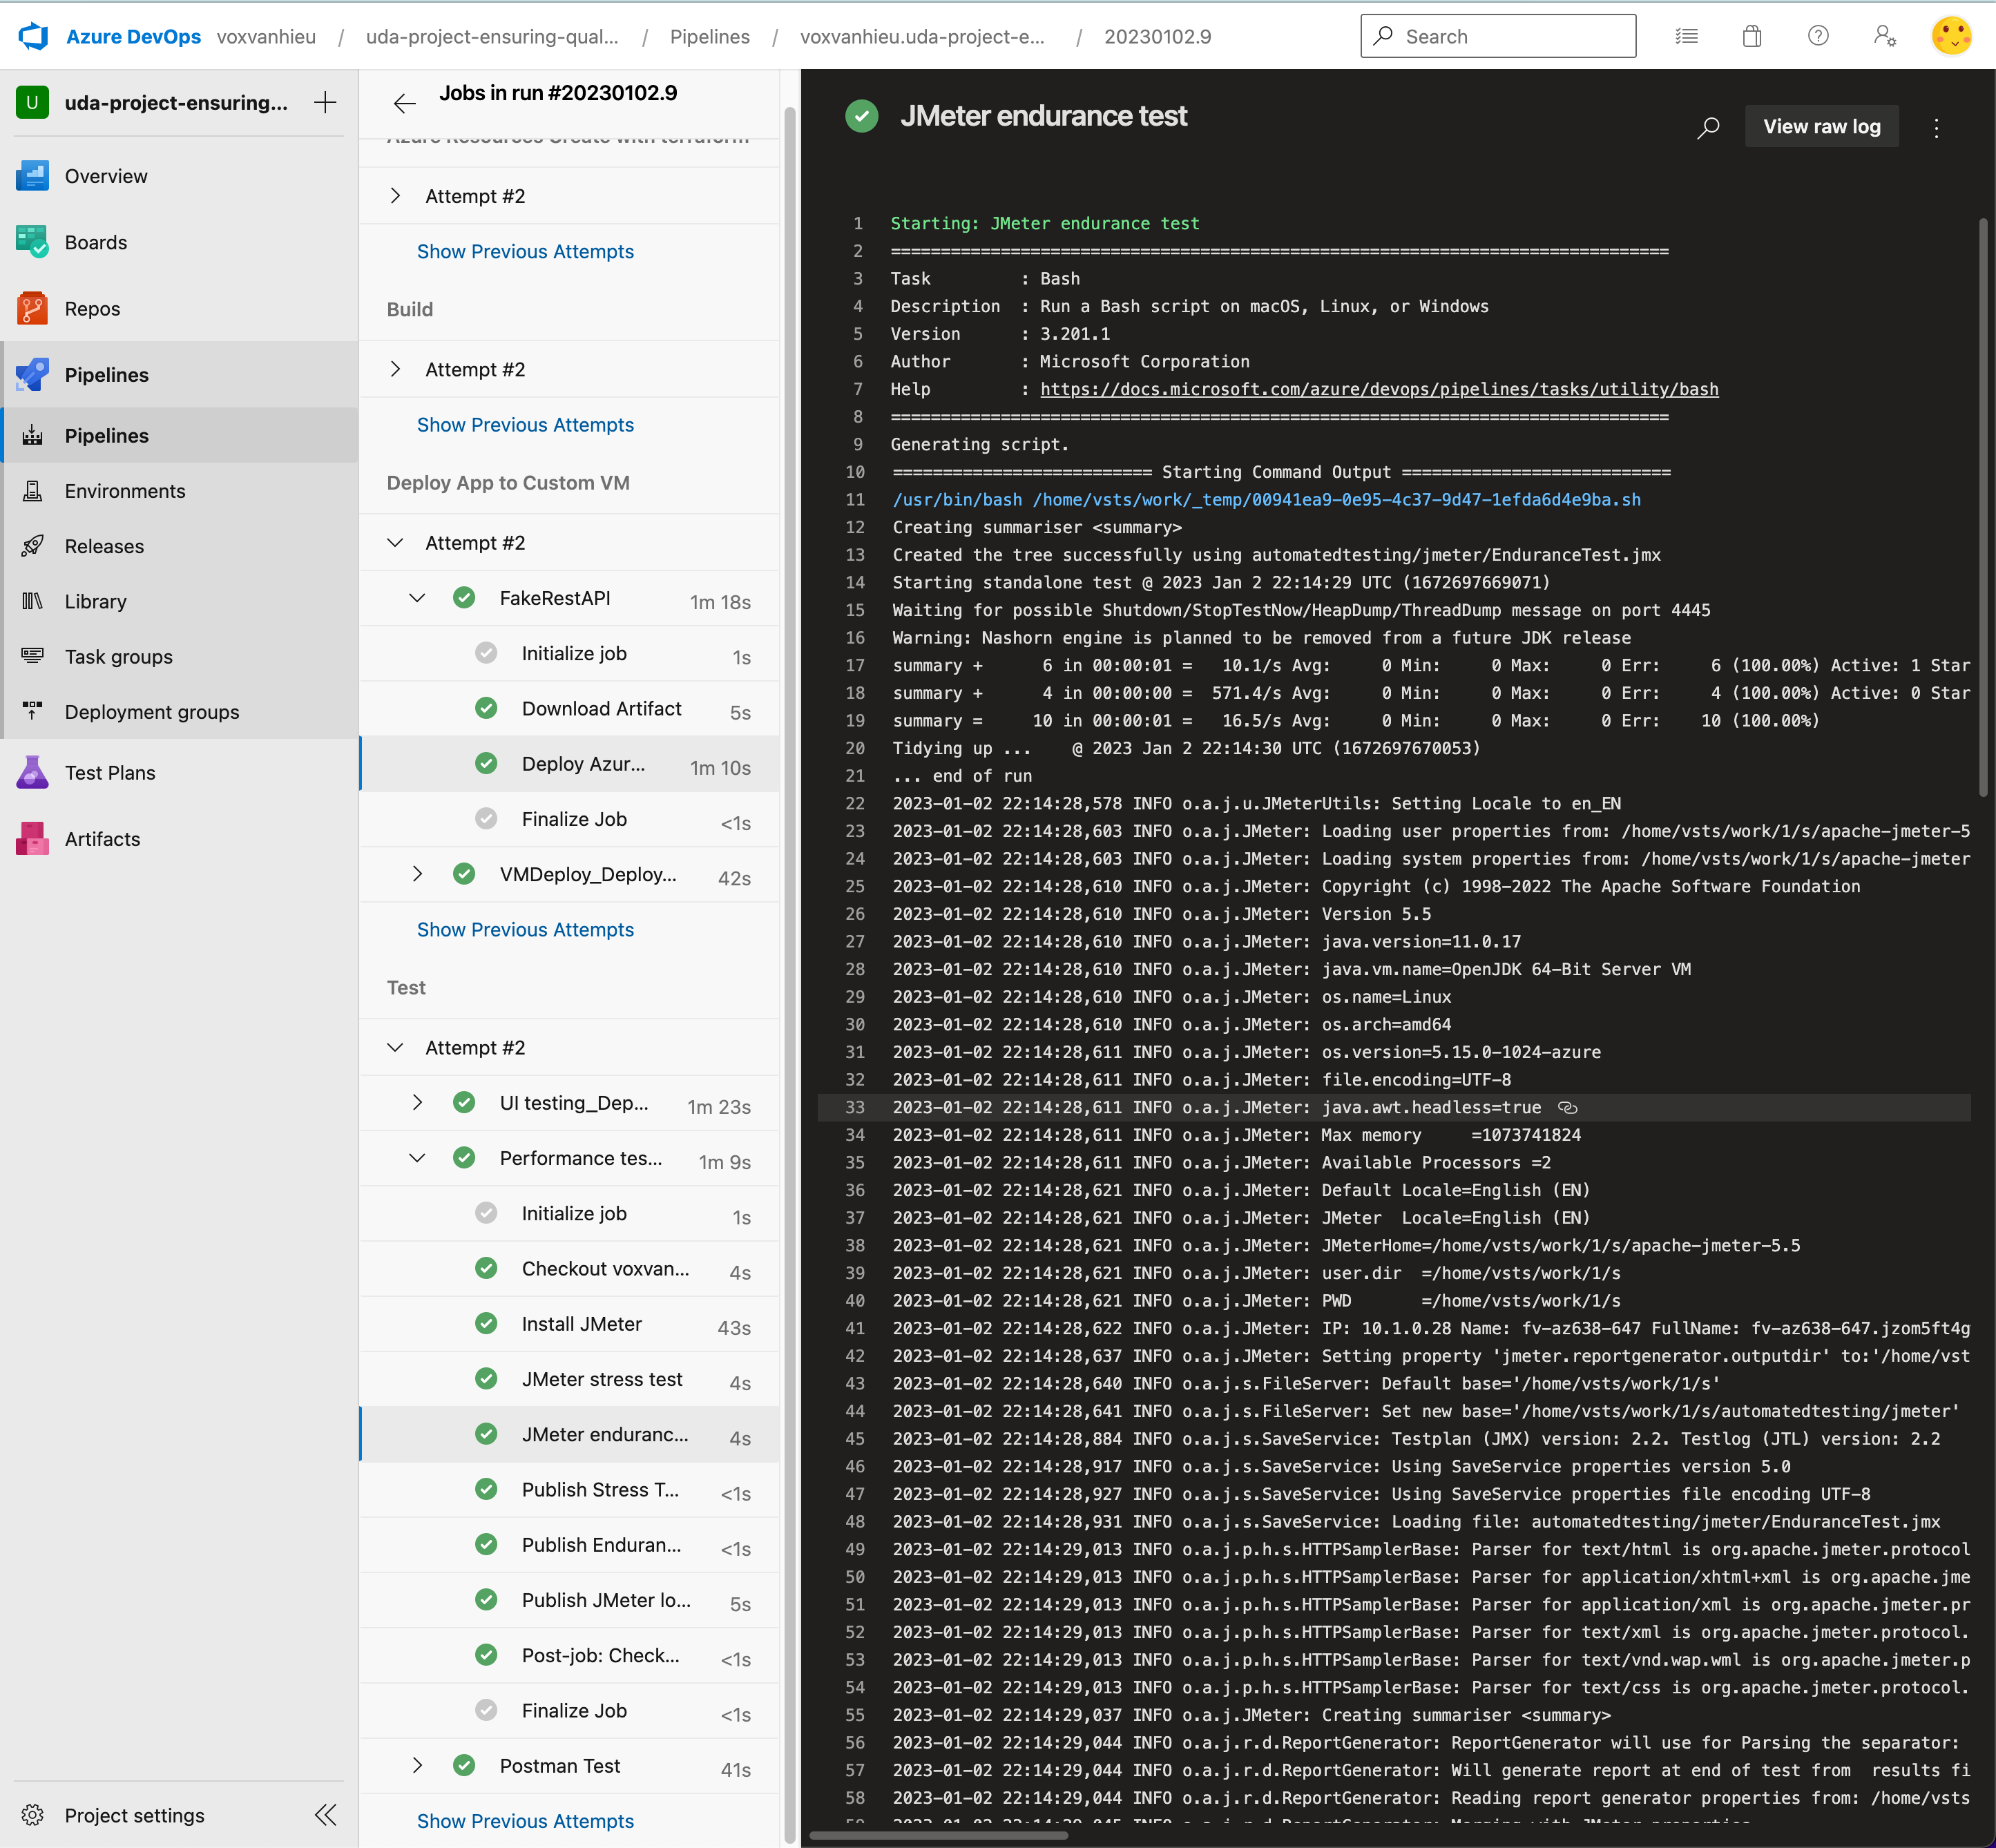 Azure DevOps voxvanhieu / uda-project-ensuring-qual... / Pipelines / voxvanhieu.uda-project-e... / 20230102.9
Search
U uda-project-ensuring...
Overview
Boards
Repos
Pipelines
Pipelines
Environments
Releases
Library
Task groups
Deployment groups
Test Plans
Artifacts
Project settings
Jobs in run #20230102.9
Azure Resources Create with terraform
Attempt #2
Show Previous Attempts
Build
Attempt #2
Show Previous Attempts
Deploy App to Custom VM
Attempt #2
FakeRestAPI 1m 18s
Initialize job 1s
Download Artifact 5s
Deploy Azur... 1m 10s
Finalize Job <1s
VMDeploy_Deploy... 42s
Show Previous Attempts
Test
Attempt #2
UI testing_Dep... 1m 23s
Performance tes... 1m 9s
Initialize job 1s
Checkout voxvan... 4s
Install JMeter 43s
JMeter stress test 4s
JMeter enduranc... 4s
Publish Stress T... <1s
Publish Enduran... <1s
Publish JMeter lo... 5s
Post-job: Check... <1s
Finalize Job <1s
Postman Test 41s
Show Previous Attempts
JMeter endurance test
View raw log
1 Starting: JMeter endurance test
2 ==============================================================================
3 Task         : Bash
4 Description  : Run a Bash script on macOS, Linux, or Windows
5 Version      : 3.201.1
6 Author       : Microsoft Corporation
7 Help         : https://docs.microsoft.com/azure/devops/pipelines/tasks/utility/bash
8 ==============================================================================
9 Generating script.
10 ========================== Starting Command Output ===========================
11 /usr/bin/bash /home/vsts/work/_temp/00941ea9-0e95-4c37-9d47-1efda6d4e9ba.sh
12 Creating summariser <summary>
13 Created the tree successfully using automatedtesting/jmeter/EnduranceTest.jmx
14 Starting standalone test @ 2023 Jan 2 22:14:29 UTC (1672697669071)
15 Waiting for possible Shutdown/StopTestNow/HeapDump/ThreadDump message on port 4445
16 Warning: Nashorn engine is planned to be removed from a future JDK release
17 summary +      6 in 00:00:01 =   10.1/s Avg:     0 Min:     0 Max:     0 Err:     6 (100.00%) Active: 1 Star
18 summary +      4 in 00:00:00 =  571.4/s Avg:     0 Min:     0 Max:     0 Err:     4 (100.00%) Active: 0 Star
19 summary =     10 in 00:00:01 =   16.5/s Avg:     0 Min:     0 Max:     0 Err:    10 (100.00%)
20 Tidying up ...    @ 2023 Jan 2 22:14:30 UTC (1672697670053)
21 ... end of run
22 2023-01-02 22:14:28,578 INFO o.a.j.u.JMeterUtils: Setting Locale to en_EN
23 2023-01-02 22:14:28,603 INFO o.a.j.JMeter: Loading user properties from: /home/vsts/work/1/s/apache-jmeter-5
24 2023-01-02 22:14:28,603 INFO o.a.j.JMeter: Loading system properties from: /home/vsts/work/1/s/apache-jmeter
25 2023-01-02 22:14:28,610 INFO o.a.j.JMeter: Copyright (c) 1998-2022 The Apache Software Foundation
26 2023-01-02 22:14:28,610 INFO o.a.j.JMeter: Version 5.5
27 2023-01-02 22:14:28,610 INFO o.a.j.JMeter: java.version=11.0.17
28 2023-01-02 22:14:28,610 INFO o.a.j.JMeter: java.vm.name=OpenJDK 64-Bit Server VM
29 2023-01-02 22:14:28,610 INFO o.a.j.JMeter: os.name=Linux
30 2023-01-02 22:14:28,610 INFO o.a.j.JMeter: os.arch=amd64
31 2023-01-02 22:14:28,611 INFO o.a.j.JMeter: os.version=5.15.0-1024-azure
32 2023-01-02 22:14:28,611 INFO o.a.j.JMeter: file.encoding=UTF-8
33 2023-01-02 22:14:28,611 INFO o.a.j.JMeter: java.awt.headless=true
34 2023-01-02 22:14:28,611 INFO o.a.j.JMeter: Max memory     =1073741824
35 2023-01-02 22:14:28,611 INFO o.a.j.JMeter: Available Processors =2
36 2023-01-02 22:14:28,621 INFO o.a.j.JMeter: Default Locale=English (EN)
37 2023-01-02 22:14:28,621 INFO o.a.j.JMeter: JMeter  Locale=English (EN)
38 2023-01-02 22:14:28,621 INFO o.a.j.JMeter: JMeterHome=/home/vsts/work/1/s/apache-jmeter-5.5
39 2023-01-02 22:14:28,621 INFO o.a.j.JMeter: user.dir  =/home/vsts/work/1/s
40 2023-01-02 22:14:28,621 INFO o.a.j.JMeter: PWD       =/home/vsts/work/1/s
41 2023-01-02 22:14:28,622 INFO o.a.j.JMeter: IP: 10.1.0.28 Name: fv-az638-647 FullName: fv-az638-647.jzom5ft4g
42 2023-01-02 22:14:28,637 INFO o.a.j.JMeter: Setting property 'jmeter.reportgenerator.outputdir' to:'/home/vst
43 2023-01-02 22:14:28,640 INFO o.a.j.s.FileServer: Default base='/home/vsts/work/1/s'
44 2023-01-02 22:14:28,641 INFO o.a.j.s.FileServer: Set new base='/home/vsts/work/1/s/automatedtesting/jmeter'
45 2023-01-02 22:14:28,884 INFO o.a.j.s.SaveService: Testplan (JMX) version: 2.2. Testlog (JTL) version: 2.2
46 2023-01-02 22:14:28,917 INFO o.a.j.s.SaveService: Using SaveService properties version 5.0
47 2023-01-02 22:14:28,927 INFO o.a.j.s.SaveService: Using SaveService properties file encoding UTF-8
48 2023-01-02 22:14:28,931 INFO o.a.j.s.SaveService: Loading file: automatedtesting/jmeter/EnduranceTest.jmx
49 2023-01-02 22:14:29,013 INFO o.a.j.p.h.s.HTTPSamplerBase: Parser for text/html is org.apache.jmeter.protocol
50 2023-01-02 22:14:29,013 INFO o.a.j.p.h.s.HTTPSamplerBase: Parser for application/xhtml+xml is org.apache.jme
51 2023-01-02 22:14:29,013 INFO o.a.j.p.h.s.HTTPSamplerBase: Parser for application/xml is org.apache.jmeter.pr
52 2023-01-02 22:14:29,013 INFO o.a.j.p.h.s.HTTPSamplerBase: Parser for text/xml is org.apache.jmeter.protocol.
53 2023-01-02 22:14:29,013 INFO o.a.j.p.h.s.HTTPSamplerBase: Parser for text/vnd.wap.wml is org.apache.jmeter.p
54 2023-01-02 22:14:29,013 INFO o.a.j.p.h.s.HTTPSamplerBase: Parser for text/css is org.apache.jmeter.protocol.
55 2023-01-02 22:14:29,037 INFO o.a.j.JMeter: Creating summariser <summary>
56 2023-01-02 22:14:29,044 INFO o.a.j.r.d.ReportGenerator: ReportGenerator will use for Parsing the separator:
57 2023-01-02 22:14:29,044 INFO o.a.j.r.d.ReportGenerator: Will generate report at end of test from  results fi
58 2023-01-02 22:14:29,044 INFO o.a.j.r.d.ReportGenerator: Reading report generator properties from: /home/vsts
59 2023-01-02 22:14:29,045 INFO o.a.j.r.d.ReportGenerator: Merging with JMeter properties